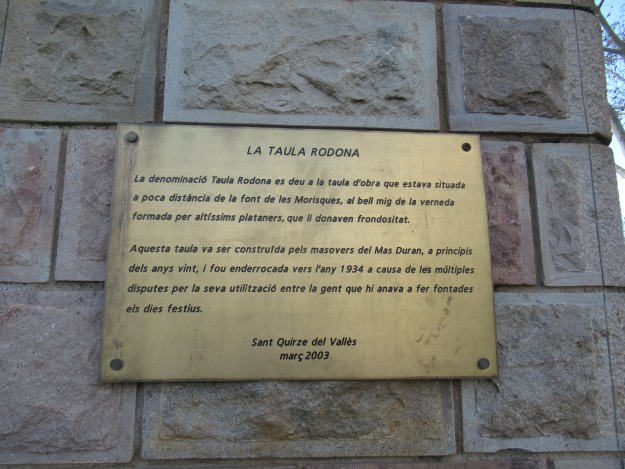 LA TAULA RODONA
La denominació Taula Rodona es deu a la taula d'obra que estava situada
a poca distància de la font de les Morisques, al bell mig de la verneda
formada per altíssims plataners, que li donaven frondositat.
Aquesta taula va ser construïda pels masovers del Mas Duran, a principis
dels anys vint, i fou enderrocada vers l'any 1934 a causa de les múltiples
disputes per la seva utilització entre la gent que hi anava a fer fontades
els dies festius.
Sant Quirze del Vallès
març 2003